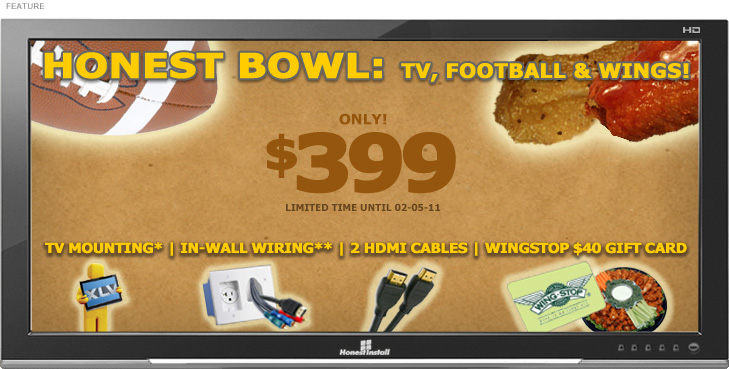 FEATURE
HD
HONEST BOWL: TV, FOOTBALL & WINGS!
ONLY!
$399
LIMITED TIME UNTIL 02-05-11
TV MOUNTING* | IN-WALL WIRING** | 2 HDMI CABLES | WINGSTOP $40 GIFT CARD
XLV
WING·STOP
HonestInstall